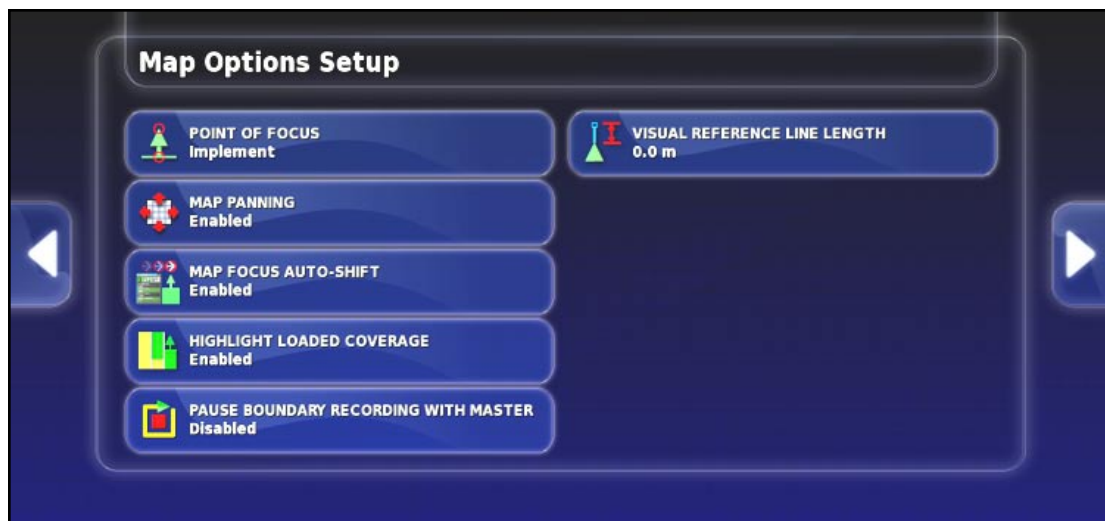 Map Options Setup
POINT OF FOCUS
Implement
MAP PANNING
Enabled
MAP FOCUS AUTO-SHIFT
Enabled
HIGHLIGHT LOADED COVERAGE
Enabled
PAUSE BOUNDARY RECORDING WITH MASTER
Disabled
VISUAL REFERENCE LINE LENGTH
0.0 m